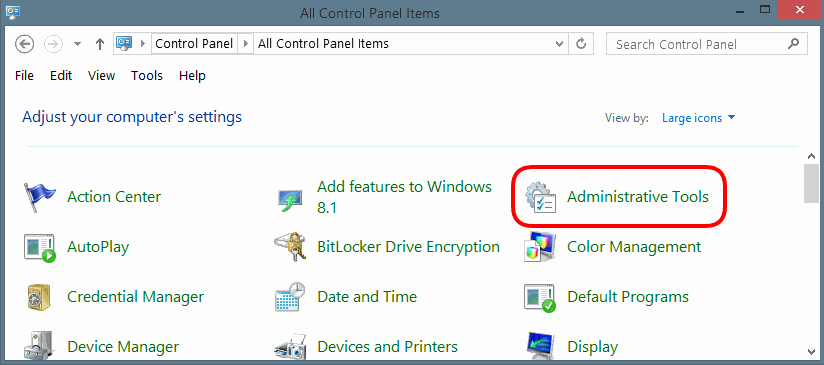 All Control Panel Items
Control Panel All Control Panel Items Search Control Panel
File Edit View Tools Help
Adjust your computer's settings
View by: Large icons
Action Center
Add features to Windows
8.1
Administrative Tools
AutoPlay
BitLocker Drive Encryption
Color Management
Credential Manager
Date and Time
Default Programs
Device Manager
Devices and Printers
Display